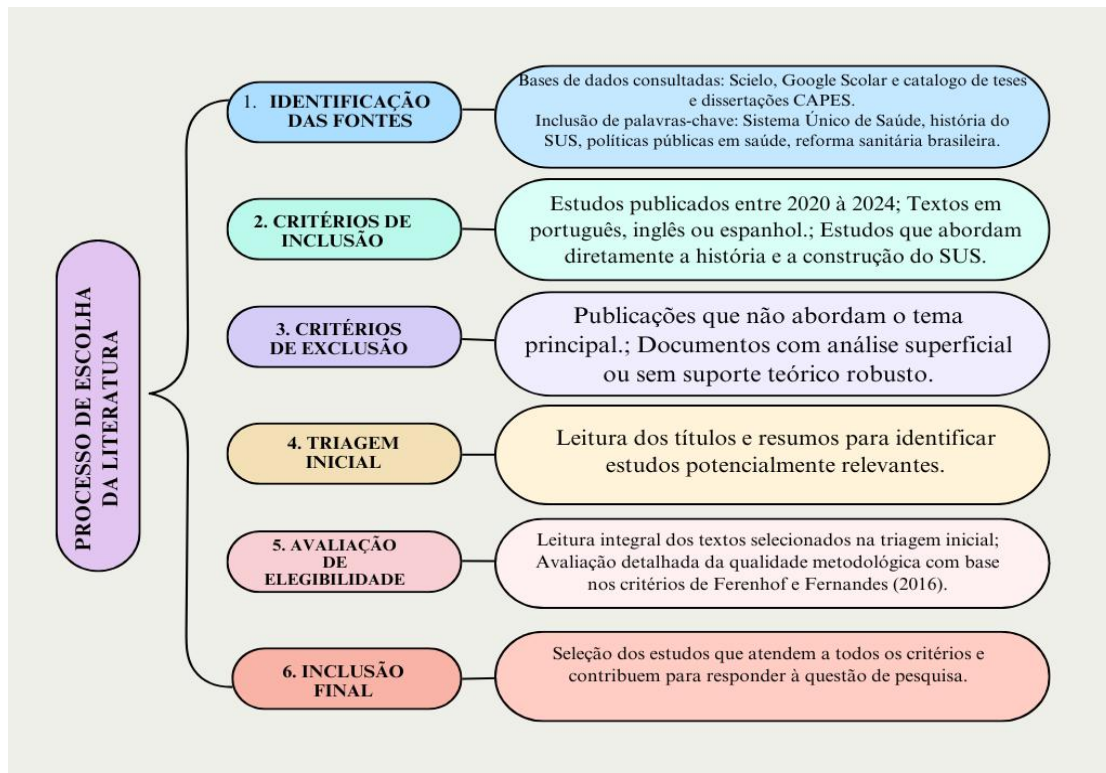 PROCESSO DE ESCOLHA
DA LITERATURA
1. IDENTIFICAÇÃO
DAS FONTES
Bases de dados consultadas: Scielo, Google Scolar e catalogo de teses
e dissertações CAPES.
Inclusão de palavras-chave: Sistema Único de Saúde, história do
SUS, políticas públicas em saúde, reforma sanitária brasileira.
2. CRITÉRIOS DE
INCLUSÃO
Estudos publicados entre 2020 à 2024; Textos em
português, inglês ou espanhol.; Estudos que abordam
diretamente a história e a construção do SUS.
3. CRITÉRIOS
DE EXCLUSÃO
Publicações que não abordam o tema
principal.; Documentos com análise superficial
ou sem suporte teórico robusto.
4. TRIAGEM
INICIAL
Leitura dos títulos e resumos para identificar
estudos potencialmente relevantes.
5. AVALIAÇÃO
DE
ELEGIBILIDADE
Leitura integral dos textos selecionados na triagem inicial;
Avaliação detalhada da qualidade metodológica com base
nos critérios de Ferenhof e Fernandes (2016).
6. INCLUSÃO
FINAL
Seleção dos estudos que atendem a todos os critérios e
contribuem para responder à questão de pesquisa.